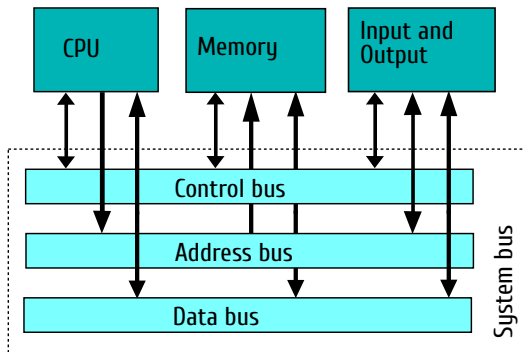 CPU
Memory
Input and
Output
Control bus
Address bus
Data bus
System bus